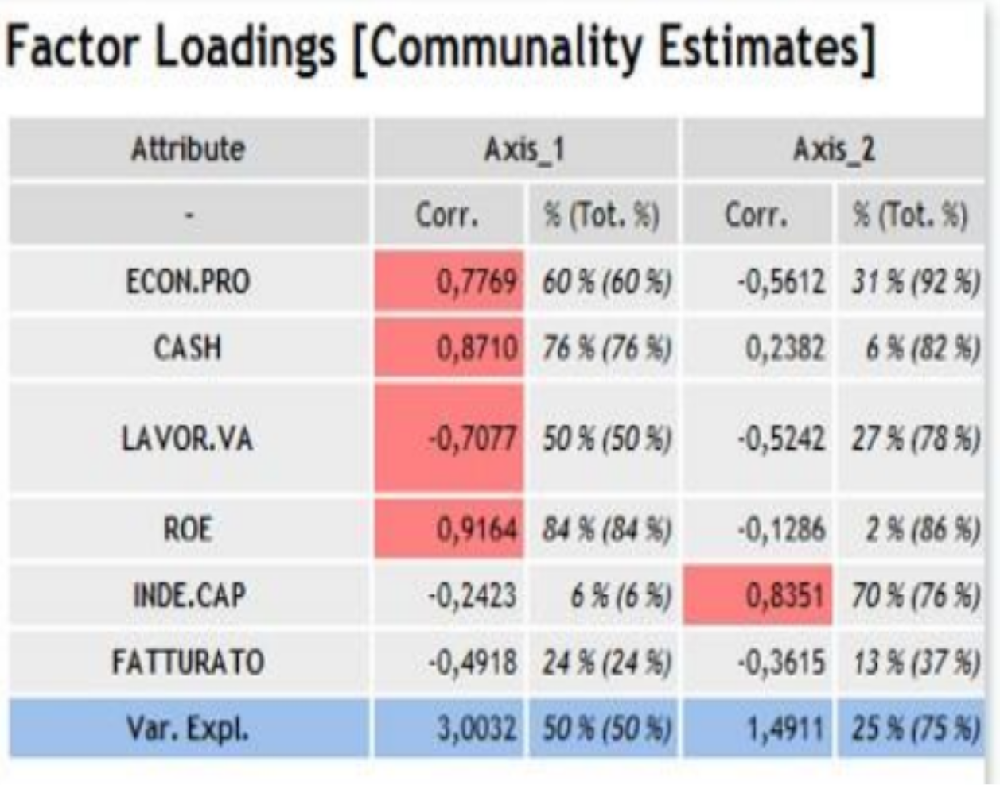 Factor Loadings [Communality Estimates]
Attribute Axis_1 Axis_2
- Corr. % (Tot. %) Corr. % (Tot. %)
ECON.PRO 0,7769 60 % (60 %) -0,5612 31 % (92 %)
CASH 0,8710 76 % (76 %) 0,2382 6 % (82 %)
LAVOR.VA -0,7077 50 % (50 %) -0,5242 27 % (78 %)
ROE 0,9164 84 % (84 %) -0,1286 2 % (86 %)
INDE.CAP -0,2423 6 % (6 %) 0,8351 70 % (76 %)
FATTURATO -0,4918 24 % (24 %) -0,3615 13 % (37 %)
Var. Expl. 3,0032 50 % (50 %) 1,4911 25 % (75 %)